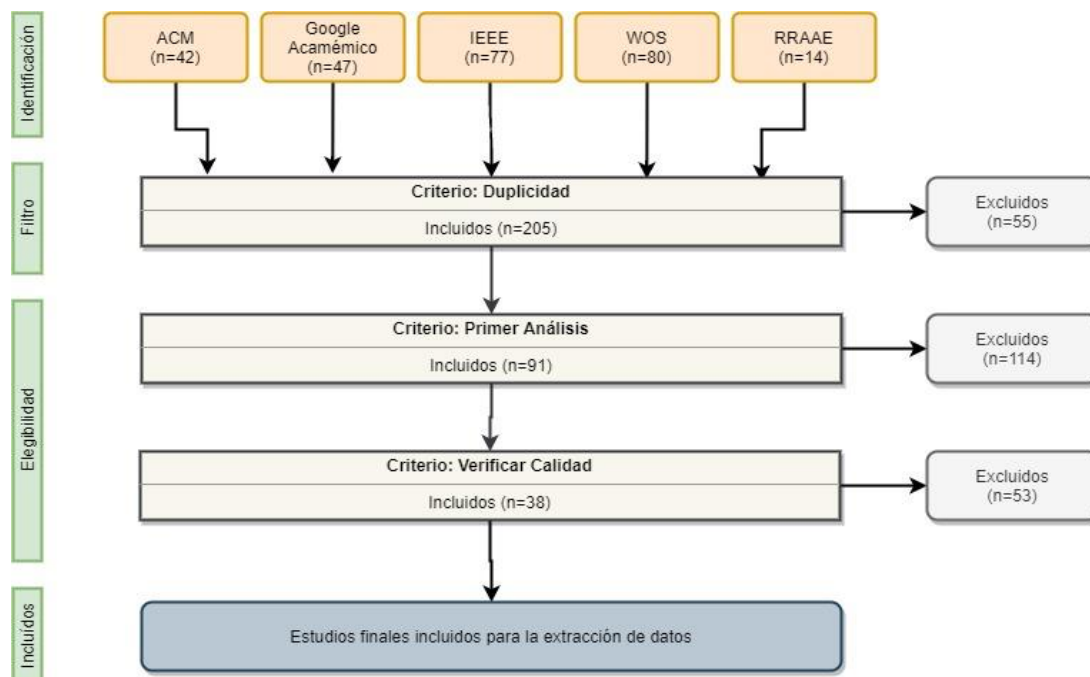 Identificación
ACM
(n=42)
Google
Acamémico
(n=47)
IEEE
(n=77)
WOS
(n=80)
RRAAE
(n=14)
Filtro
Criterio: Duplicidad
Incluidos (n=205)
Excluidos
(n=55)
Elegibilidad
Criterio: Primer Análisis
Incluidos (n=91)
Excluidos
(n=114)
Criterio: Verificar Calidad
Incluidos (n=38)
Excluidos
(n=53)
Incluídos
Estudios finales incluidos para la extracción de datos